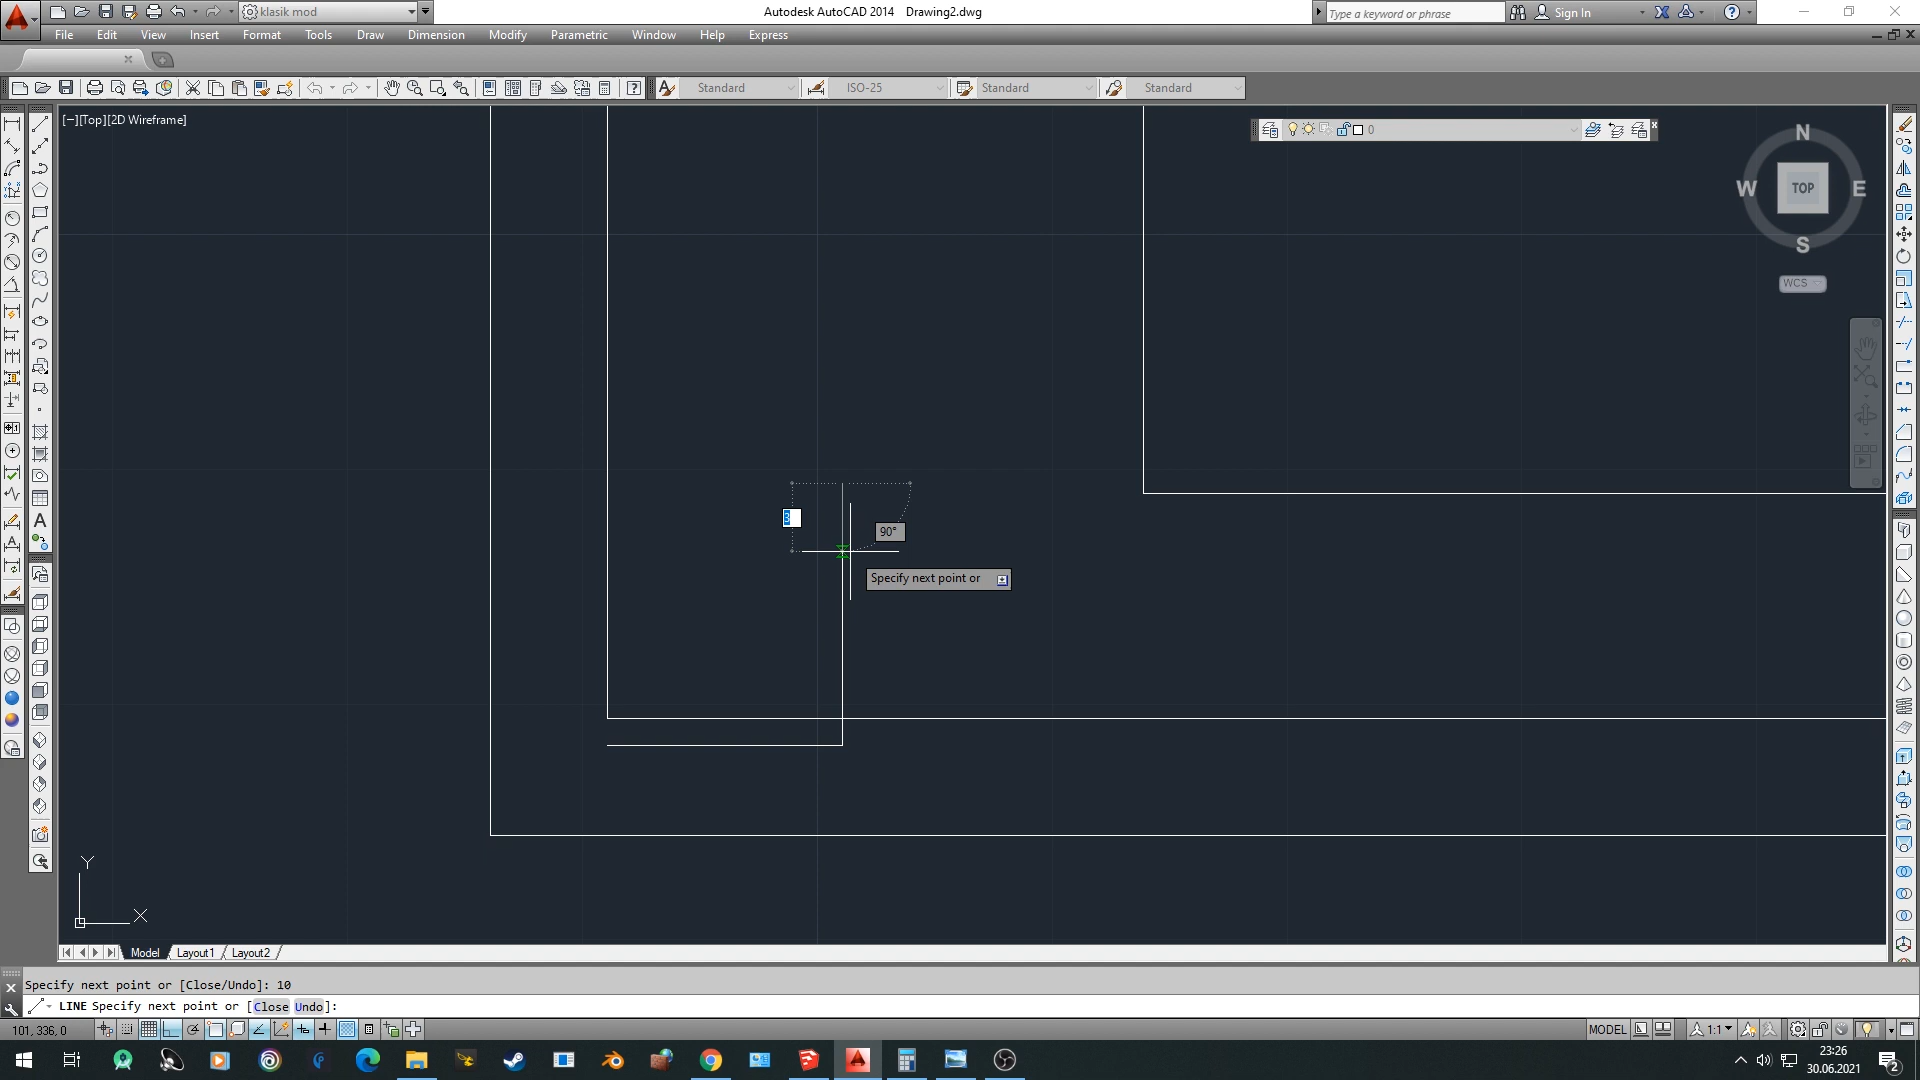 klasik mod
Autodesk AutoCAD 2014 Drawing2.dwg
Type a keyword or phrase
Sign In
File Edit View Insert Format Tools Draw Dimension Modify Parametric Window Help Express
Standard ISO-25 Standard Standard
[−][Top][2D Wireframe]
0
N
W TOP E
S
WCS
3
90°
Specify next point or
Y
X
Model Layout1 Layout2
Specify next point or [Close/Undo]: 10
LINE Specify next point or [Close Undo]:
101, 336, 0
MODEL
1:1
23:26
30.06.2021
2